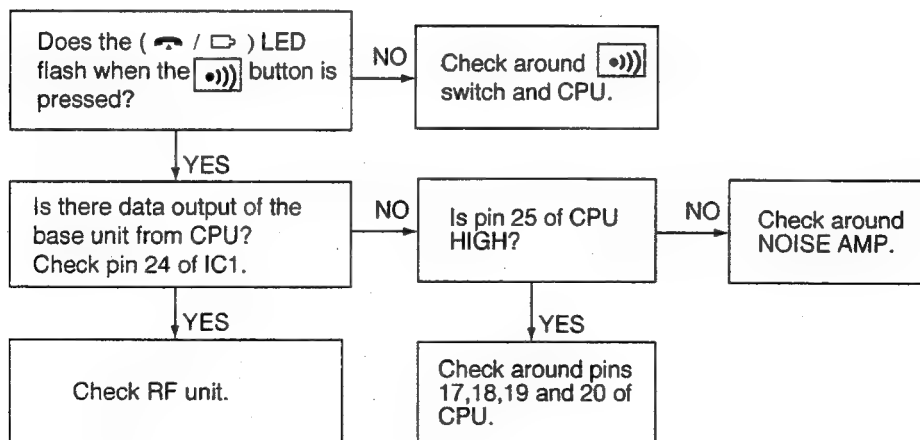 Does the ( / ) LED
flash when the button is
pressed?
NO
Check around
switch and CPU.
YES
Is there data output of the
base unit from CPU?
Check pin 24 of IC1.
NO
Is pin 25 of CPU
HIGH?
NO
Check around
NOISE AMP.
YES
Check RF unit.
YES
Check around pins
17,18,19 and 20 of
CPU.